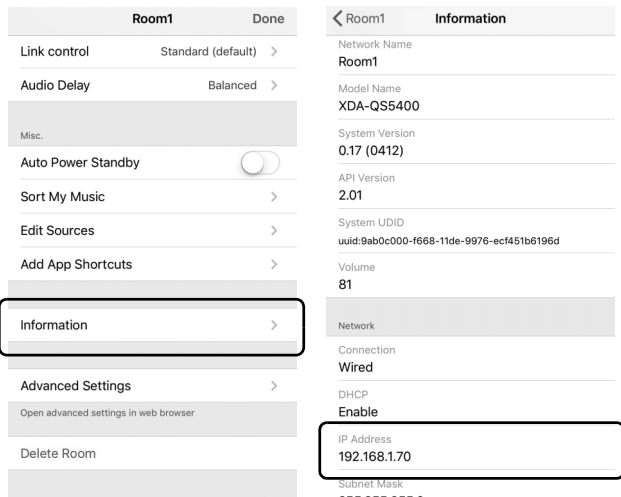 Room1 Done
Link control Standard (default)
Audio Delay Balanced
Misc.
Auto Power Standby
Sort My Music
Edit Sources
Add App Shortcuts
Information
Advanced Settings
Open advanced settings in web browser
Delete Room
Room1 Information
Network Name
Room1
Model Name
XDA-QS5400
System Version
0.17 (0412)
API Version
2.01
System UDID
uuid:9ab0c000-f668-11de-9976-ecf451b6196d
Volume
81
Network
Connection
Wired
DHCP
Enable
IP Address
192.168.1.70
Subnet Mask